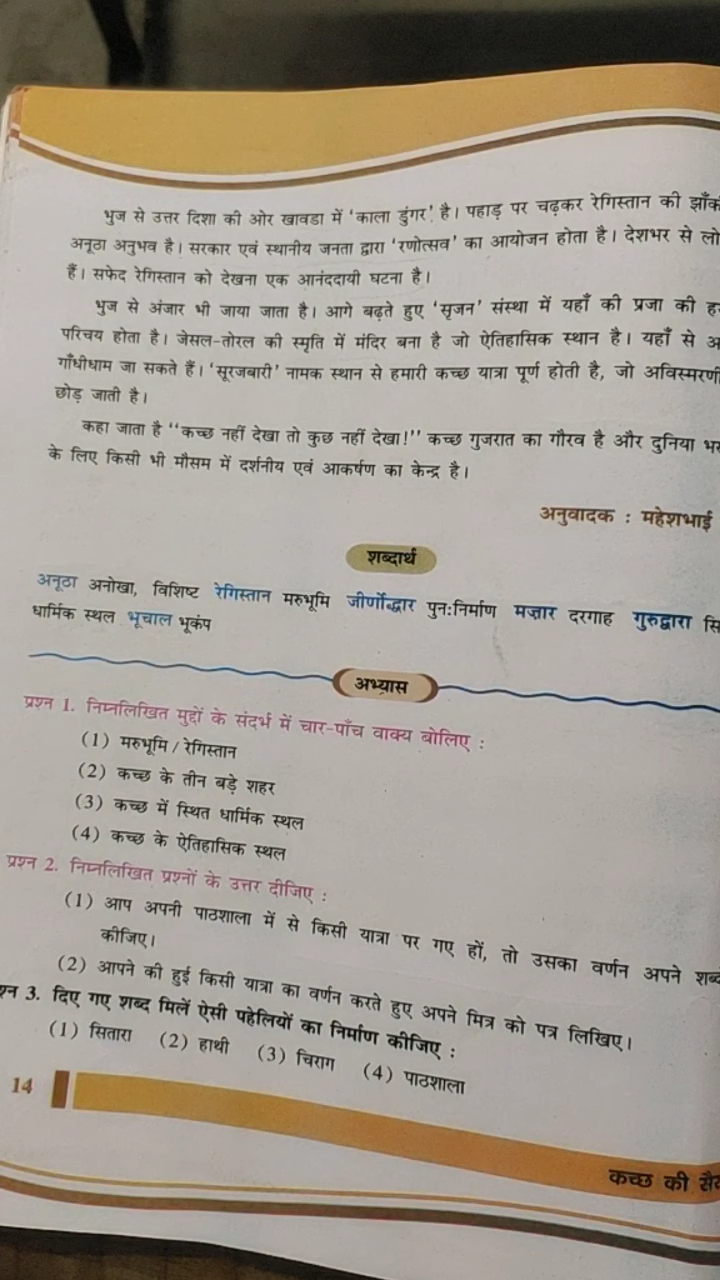 भुज से उत्तर दिशा की ओर खावडा में 'काला डुंगर' है। पहाड़ पर चढ़कर रेगिस्तान की
अनूठा अनुभव है। सरकार एवं स्थानीय जनता द्वारा 'रणोत्सव' का आयोजन होता है। देशभर से
हैं। सफेद रेगिस्तान को देखना एक आनंददायी घटना है।
भुज से अंजार भी जाया जाता है। आगे बढ़ते हुए 'सृजन' संस्था में यहाँ की प्रजा की
परिचय होता है। जेसल-तोरल की स्मृति में मंदिर बना है जो ऐतिहासिक स्थान है। यहाँ से
गाँधीधाम जा सकते हैं। 'सूरजबारी' नामक स्थान से हमारी कच्छ यात्रा पूर्ण होती है, जो
छोड़ जाती है।
कहा जाता है "कच्छ नहीं देखा तो कुछ नहीं देखा!" कच्छ गुजरात का गौरव है और दुनिया
के लिए किसी भी मौसम में दर्शनीय एवं आकर्षण का केन्द्र है।
अनुवादक : महेशभाई
शब्दार्थ
अनूठा अनोखा, विशिष्ट रेगिस्तान मरुभूमि जीर्णोद्धार पुनःनिर्माण मज़ार दरगाह गुरुद्वारा
धार्मिक स्थल भूचाल भूकंप
अभ्यास
प्रश्न 1. निम्नलिखित मुद्दों के संदर्भ में चार-पाँच वाक्य बोलिए :
(1) मरुभूमि / रेगिस्तान
(2) कच्छ के तीन बड़े शहर
(3) कच्छ में स्थित धार्मिक स्थल
(4) कच्छ के ऐतिहासिक स्थल
प्रश्न 2. निम्नलिखित प्रश्नों के उत्तर दीजिए :
(1) आप अपनी पाठशाला में से किसी यात्रा पर गए हों, तो उसका वर्णन अपने
कीजिए।
(2) आपने की हुई किसी यात्रा का वर्णन करते हुए अपने मित्र को पत्र लिखिए।
3. दिए गए शब्द मिलें ऐसी पहेलियों का निर्माण कीजिए :
(1) सितारा (2) हाथी (3) चिराग (4) पाठशाला
14
कच्छ की